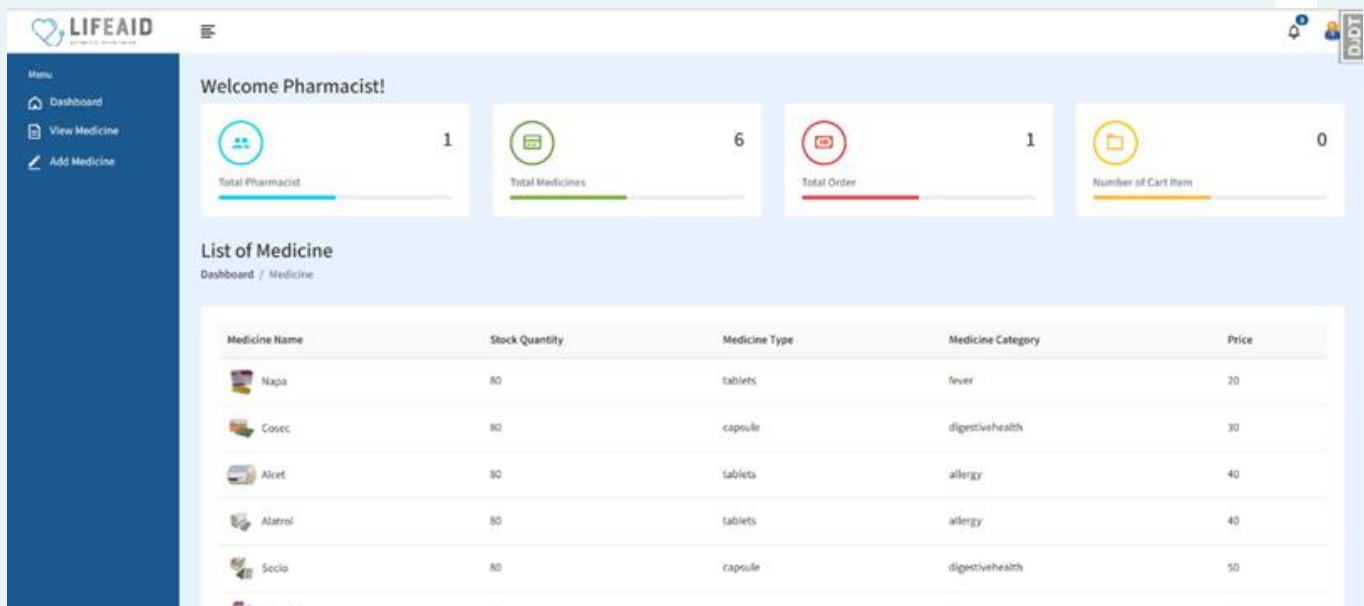 LIFEAID
Menu
Dashboard
View Medicine
Add Medicine
DJDT
Welcome Pharmacist!
1
Total Pharmacist
6
Total Medicines
1
Total Order
0
Number of Cart Item
List of Medicine
Dashboard / Medicine
Medicine Name Stock Quantity Medicine Type Medicine Category Price
Napa 80 tablets fever 20
Cosec 80 capsule digestivehealth 30
Alcet 80 tablets allergy 40
Alatrol 80 tablets allergy 40
Seclo 80 capsule digestivehealth 50